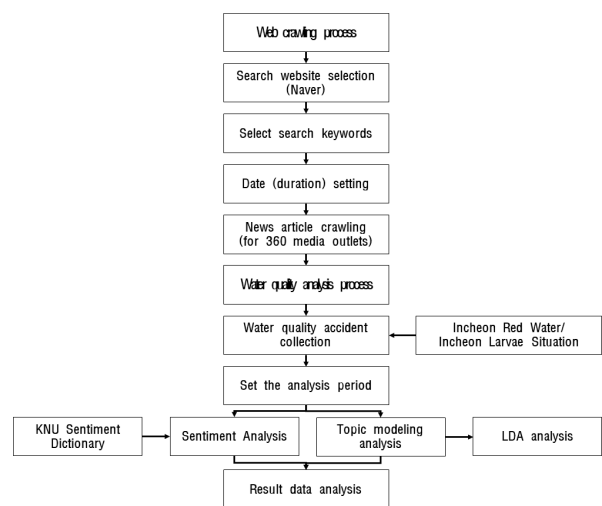 Web crawling process
Search website selection
(Naver)
Select search keywords
Date (duration) setting
News article crawling
(for 360 media outlets)
Water quality analysis process
Water quality accident
collection
Incheon Red Water/
Incheon Larvae Situation
Set the analysis period
KNU Sentiment
Dictionary
Sentiment Analysis
Topic modeling
analysis
LDA analysis
Result data analysis